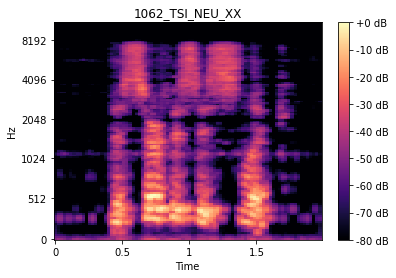 1062_TSI_NEU_XX
+0 dB
8192
-10 dB
4096
-20 dB
-30 dB
2048
-40 dB
Hz
1024
-50 dB
512
-60 dB
-70 dB
0
-80 dB
0 0.5 1 1.5
Time